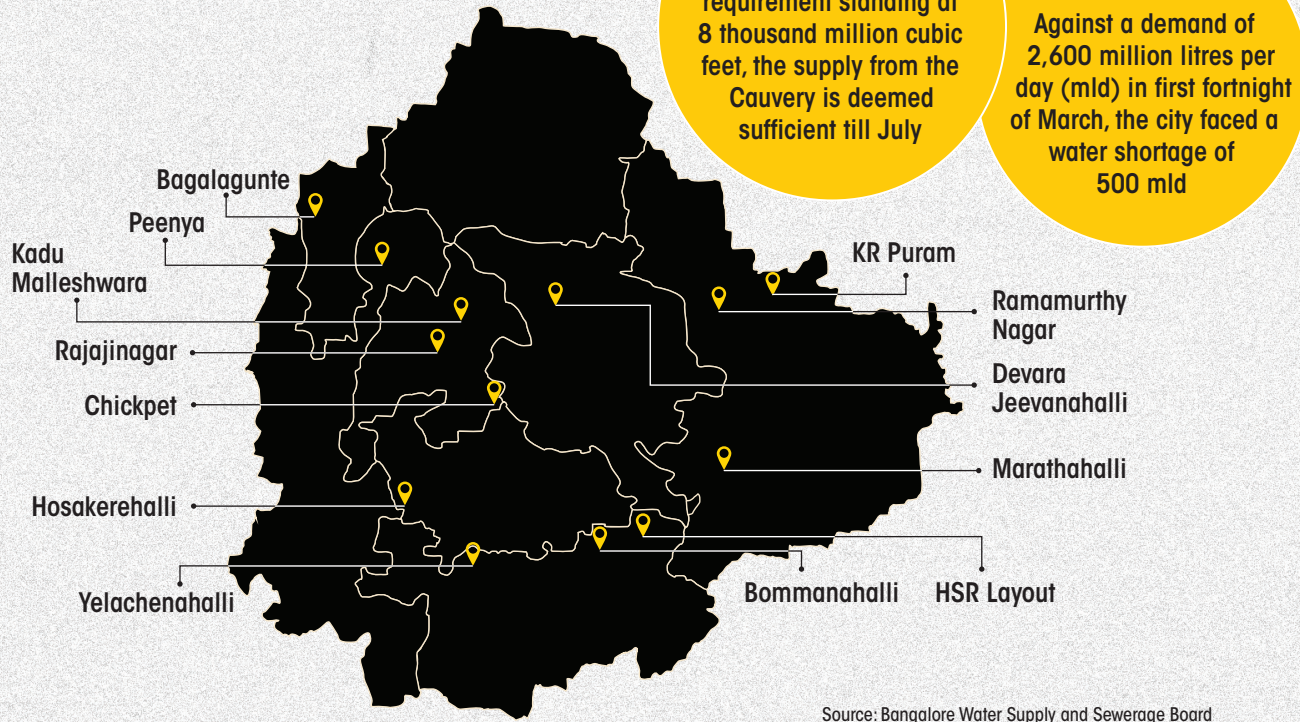 requirement standing at
8 thousand million cubic
feet, the supply from the
Cauvery is deemed
sufficient till July
Against a demand of
2,600 million litres per
day (mld) in first fortnight
of March, the city faced a
water shortage of
500 mld
Bagalagunte
Peenya
Kadu
Malleshwara
Rajajinagar
Chickpet
Hosakerehalli
Yelachenahalli
KR Puram
Ramamurthy
Nagar
Devara
Jeevanahalli
Marathahalli
Bommanahalli
HSR Layout
Source: Bangalore Water Supply and Sewerage Board